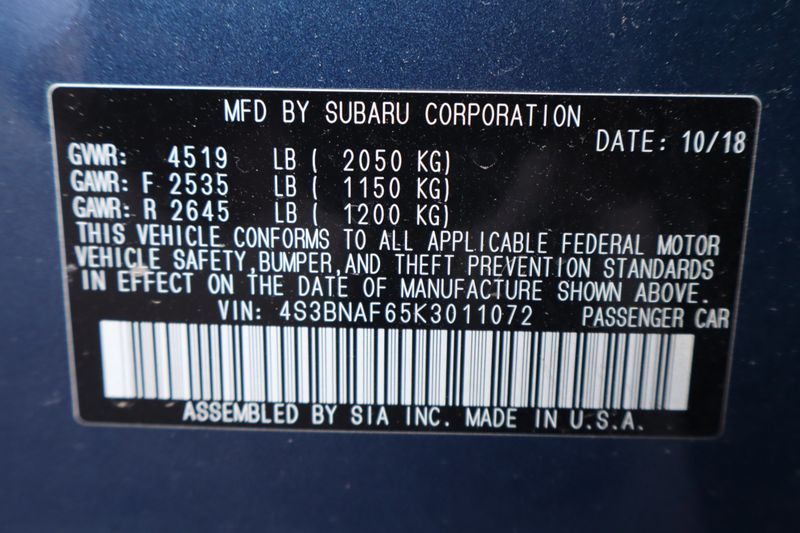 MFD BY SUBARU CORPORATION
DATE: 10/18
GVWR: 4519 LB ( 2050 KG)
GAWR: F 2535 LB ( 1150 KG)
GAWR: R 2645 LB ( 1200 KG)
THIS VEHICLE CONFORMS TO ALL APPLICABLE FEDERAL MOTOR
VEHICLE SAFETY,BUMPER,AND THEFT PREVENTION STANDARDS
IN EFFECT ON THE DATE OF MANUFACTURE SHOWN ABOVE.
VIN: 4S3BNAF65K3011072 PASSENGER CAR
ASSEMBLED BY SIA INC. MADE IN U.S.A.